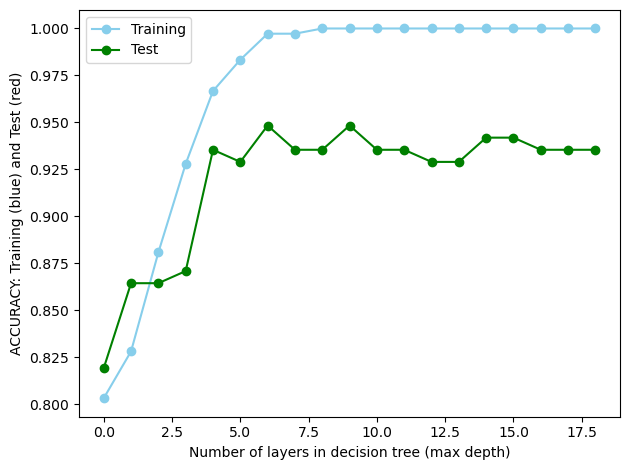 Training
Test
1.000
0.975
0.950
0.925
0.900
0.875
0.850
0.825
0.800
ACCURACY: Training (blue) and Test (red)
0.0 2.5 5.0 7.5 10.0 12.5 15.0 17.5
Number of layers in decision tree (max depth)